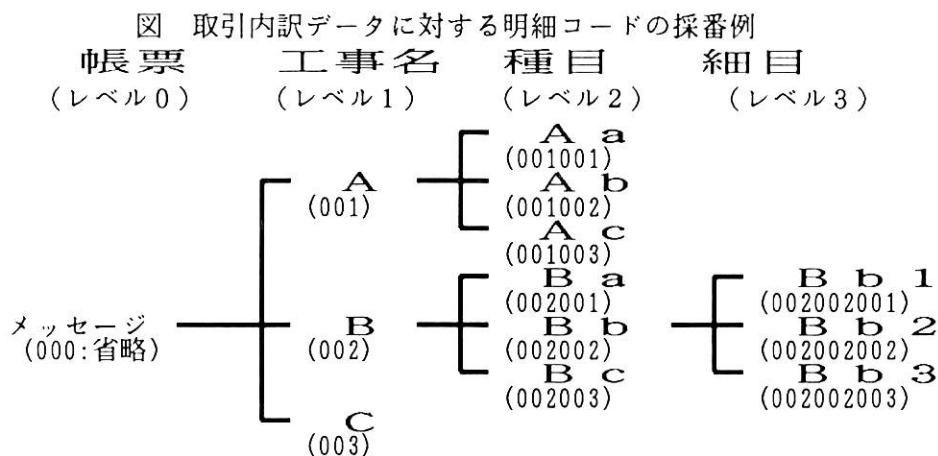 図 取引内訳データに対する明細コードの採番例
帳票 工事名 種目 細目
(レベル0) (レベル1) (レベル2) (レベル3)
A a
(001001)
A A b
(001) (001002)
A c
(001003)
B a B b 1
(002001) (002002001)
メッセージ B B b B b 2
(000:省略) (002) (002002) (002002002)
B c B b 3
(002003) (002002003)
C
(003)